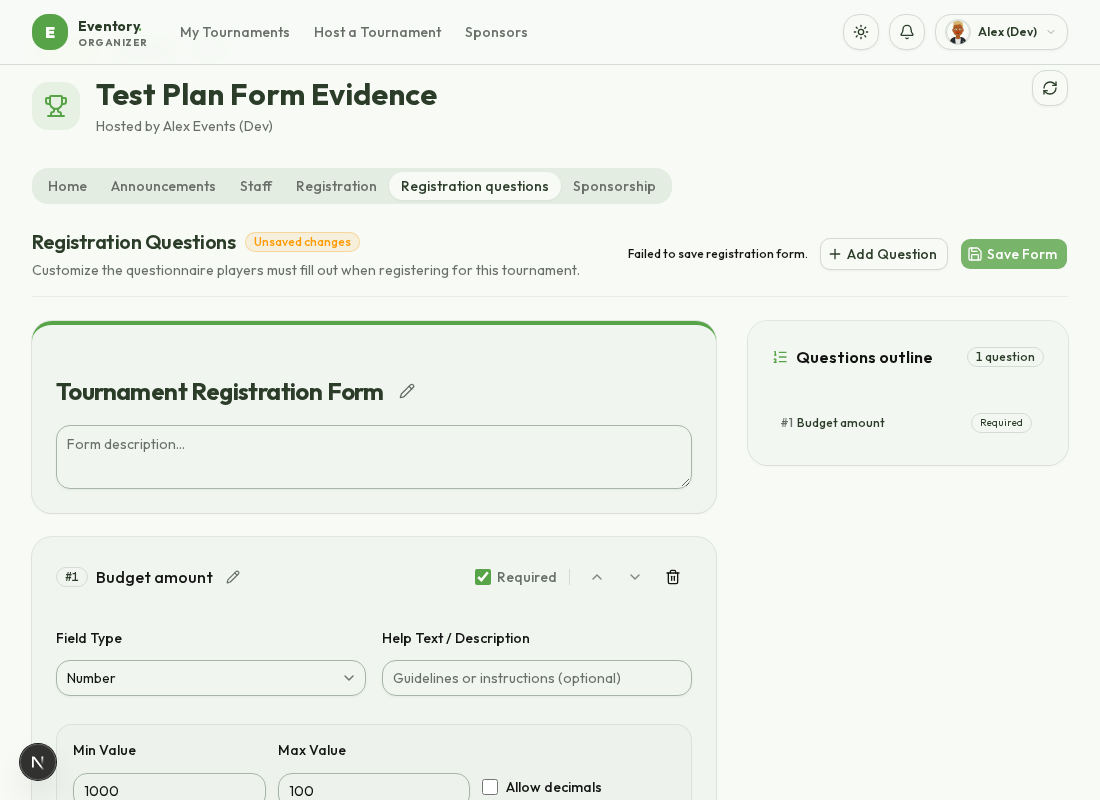 E
Eventory.
ORGANIZER
My Tournaments
Host a Tournament
Sponsors
Alex (Dev)
Test Plan Form Evidence
Hosted by Alex Events (Dev)
Home
Announcements
Staff
Registration
Registration questions
Sponsorship
Registration Questions
Unsaved changes
Customize the questionnaire players must fill out when registering for this tournament.
Failed to save registration form.
Add Question
Save Form
Tournament Registration Form
Form description...
Questions outline
1 question
#1 Budget amount
Required
#1
Budget amount
Required
Field Type
Help Text / Description
Number
Guidelines or instructions (optional)
Min Value
Max Value
1000
100
Allow decimals
N